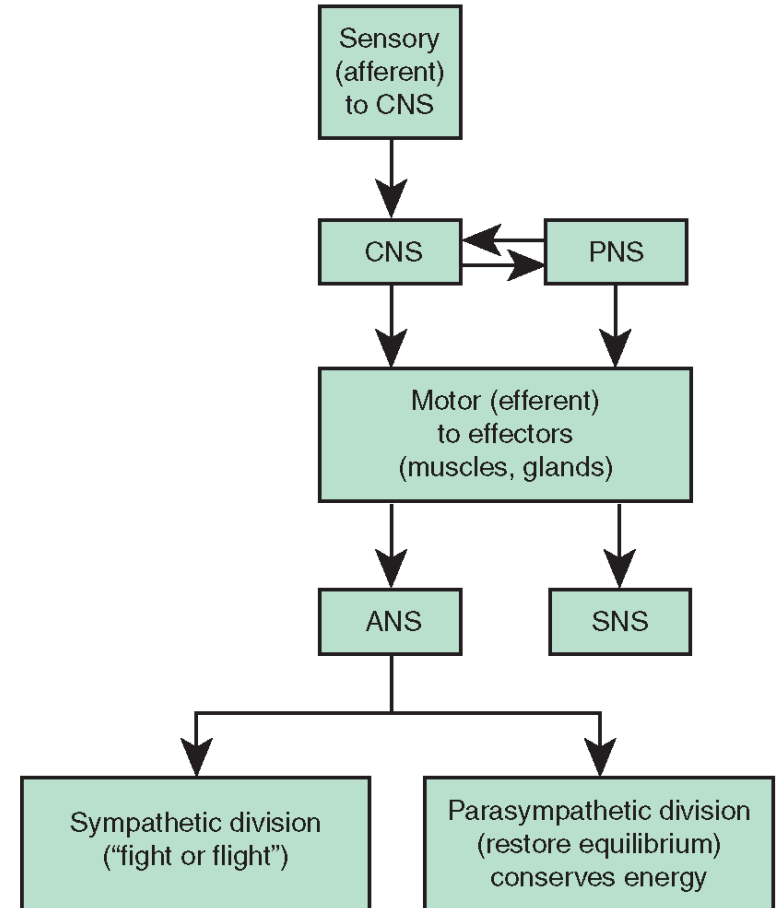 Sensory
(afferent)
to CNS
CNS
PNS
Motor (efferent)
to effectors
(muscles, glands)
ANS
SNS
Sympathetic division
(“fight or flight”)
Parasympathetic division
(restore equilibrium)
conserves energy